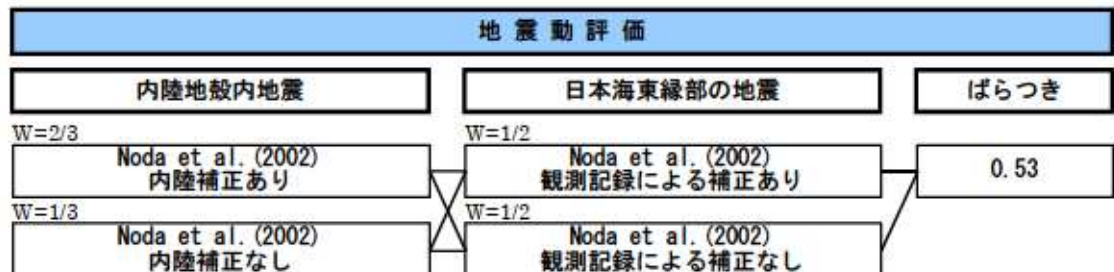 地震動評価
内陸地殻内地震
日本海東縁部の地震
ばらつき
W=2/3
Noda et al.(2002)
内陸補正あり
W=1/2
Noda et al.(2002)
観測記録による補正あり
0.53
W=1/3
Noda et al.(2002)
内陸補正なし
W=1/2
Noda et al.(2002)
観測記録による補正なし